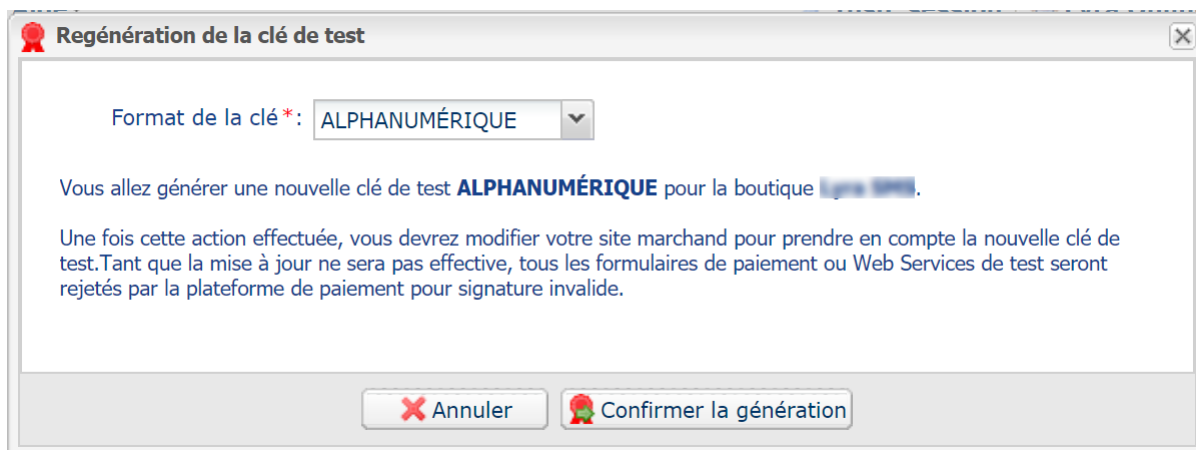 Regénération de la clé de test
Format de la clé*: ALPHANUMÉRIQUE
Vous allez générer une nouvelle clé de test ALPHANUMÉRIQUE pour la boutique .
Une fois cette action effectuée, vous devrez modifier votre site marchand pour prendre en compte la nouvelle clé de
test.Tant que la mise à jour ne sera pas effective, tous les formulaires de paiement ou Web Services de test seront
rejetés par la plateforme de paiement pour signature invalide.
Annuler Confirmer la génération